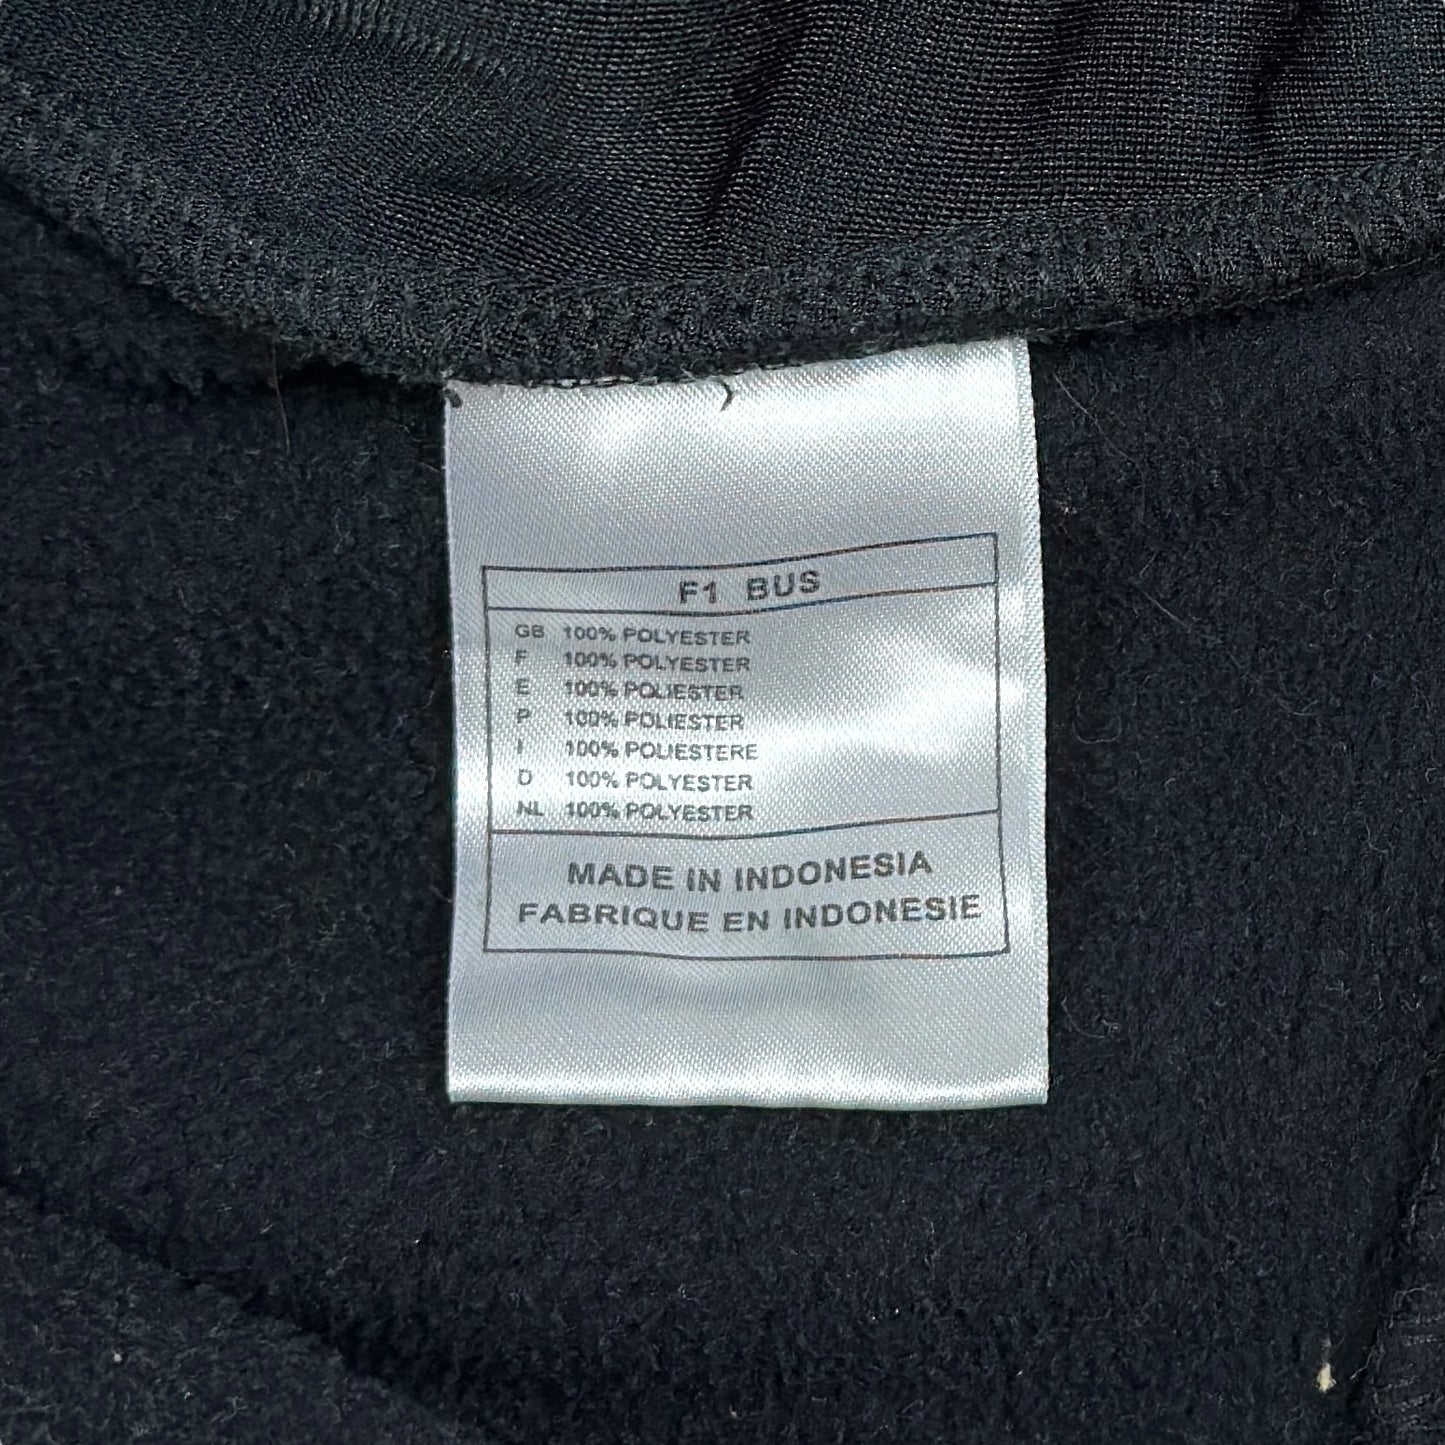 F1 BUS
GB 100% POLYESTER
F 100% POLYESTER
E 100% POLIESTER
P 100% POLIESTER
I 100% POLIESTERE
D 100% POLYESTER
NL 100% POLYESTER
MADE IN INDONESIA
FABRIQUE EN INDONESIE